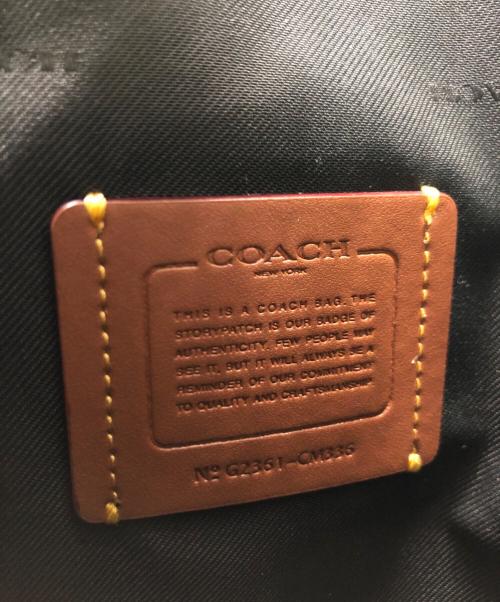 COACH
NEW YORK
THIS IS A COACH BAG. THE
STORYPATCH IS OUR BADGE OF
AUTHENTICITY. FEW PEOPLE MAY
SEE IT, BUT IT WILL ALWAYS BE A
REMINDER OF OUR COMMITMENT
TO QUALITY AND CRAFTSMANSHIP.
Nº G2361-CM336